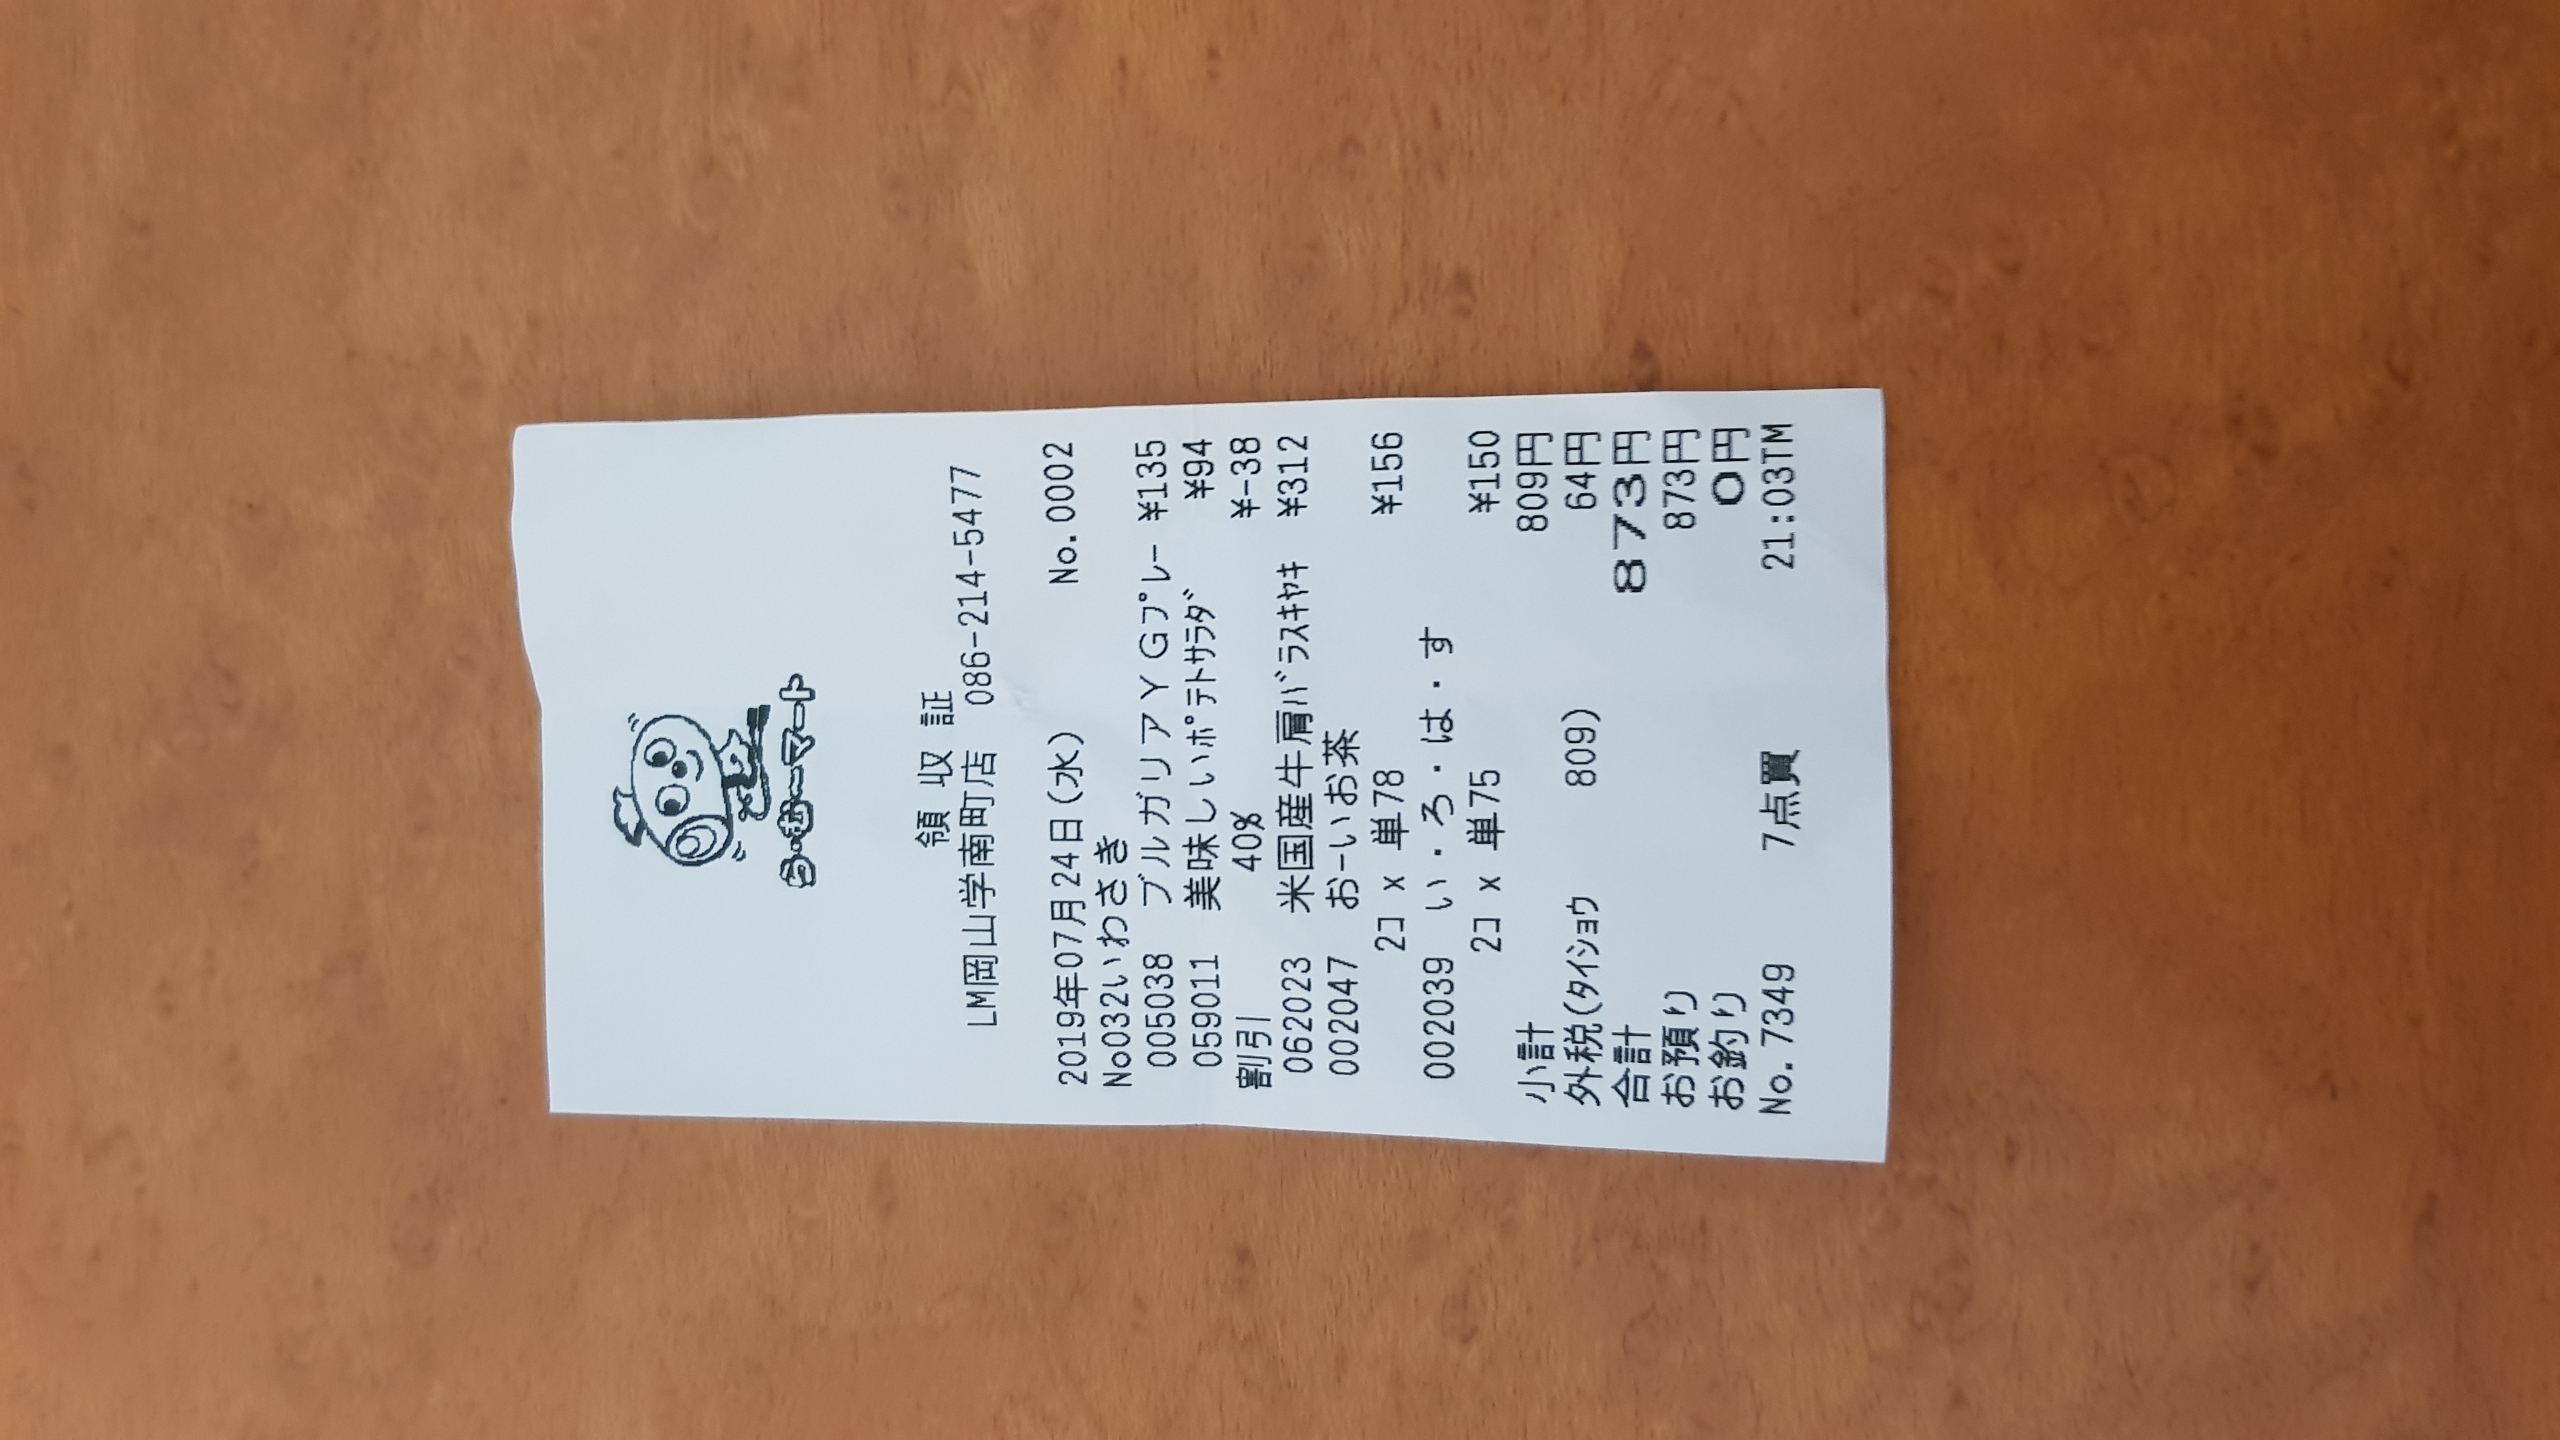 ら・む～マート
領 収 証
LM岡山学南町店 086-214-5477
2019年07月24日(水) No.0002
No032いわさき
005038 ブルガリアＹＧﾌﾟﾚｰ ¥135
059011 美味しいﾎﾟﾃﾄｻﾗﾀﾞ ¥94
割引 40% ¥-38
062023 米国産牛肩ﾊﾞﾗｽｷﾔｷ ¥312
002047 おーいお茶
2ｺ x 単78 ¥156
002039 い・ろ・は・す
2ｺ x 単75 ¥150
小計 809円
外税(ﾀｲｼｮｳ 809) 64円
合計 873円
お預り 873円
お釣り 0円
No.7349 7点買 21:03TM